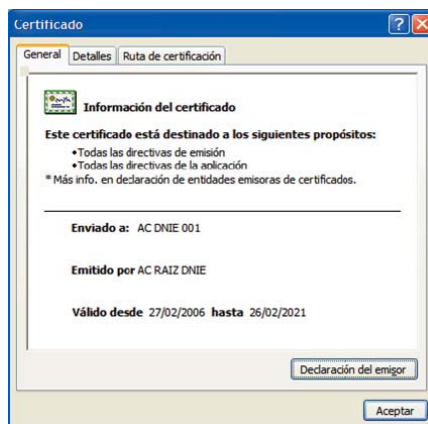 Certificado
General Detalles Ruta de certificación
Información del certificado
Este certificado está destinado a los siguientes propósitos:
•Todas las directivas de emisión
•Todas las directivas de la aplicación
* Más info. en declaración de entidades emisoras de certificados.
Enviado a: AC DNIE 001
Emitido por AC RAIZ DNIE
Válido desde 27/02/2006 hasta 26/02/2021
Declaración del emisor
Aceptar